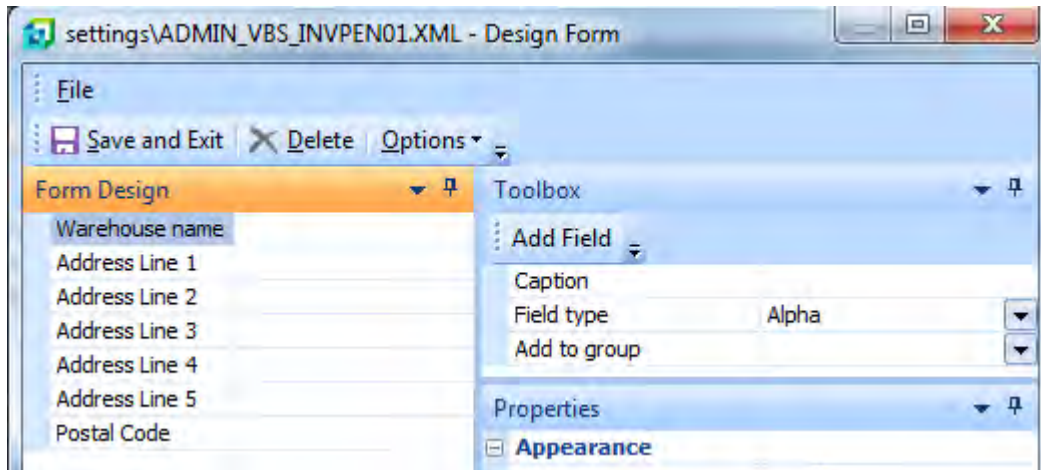 settings\ADMIN_VBS_INVPEN01.XML - Design Form
File
Save and Exit Delete Options
Form Design
Warehouse name
Address Line 1
Address Line 2
Address Line 3
Address Line 4
Address Line 5
Postal Code
Toolbox
Add Field
Caption
Field type Alpha
Add to group
Properties
Appearance